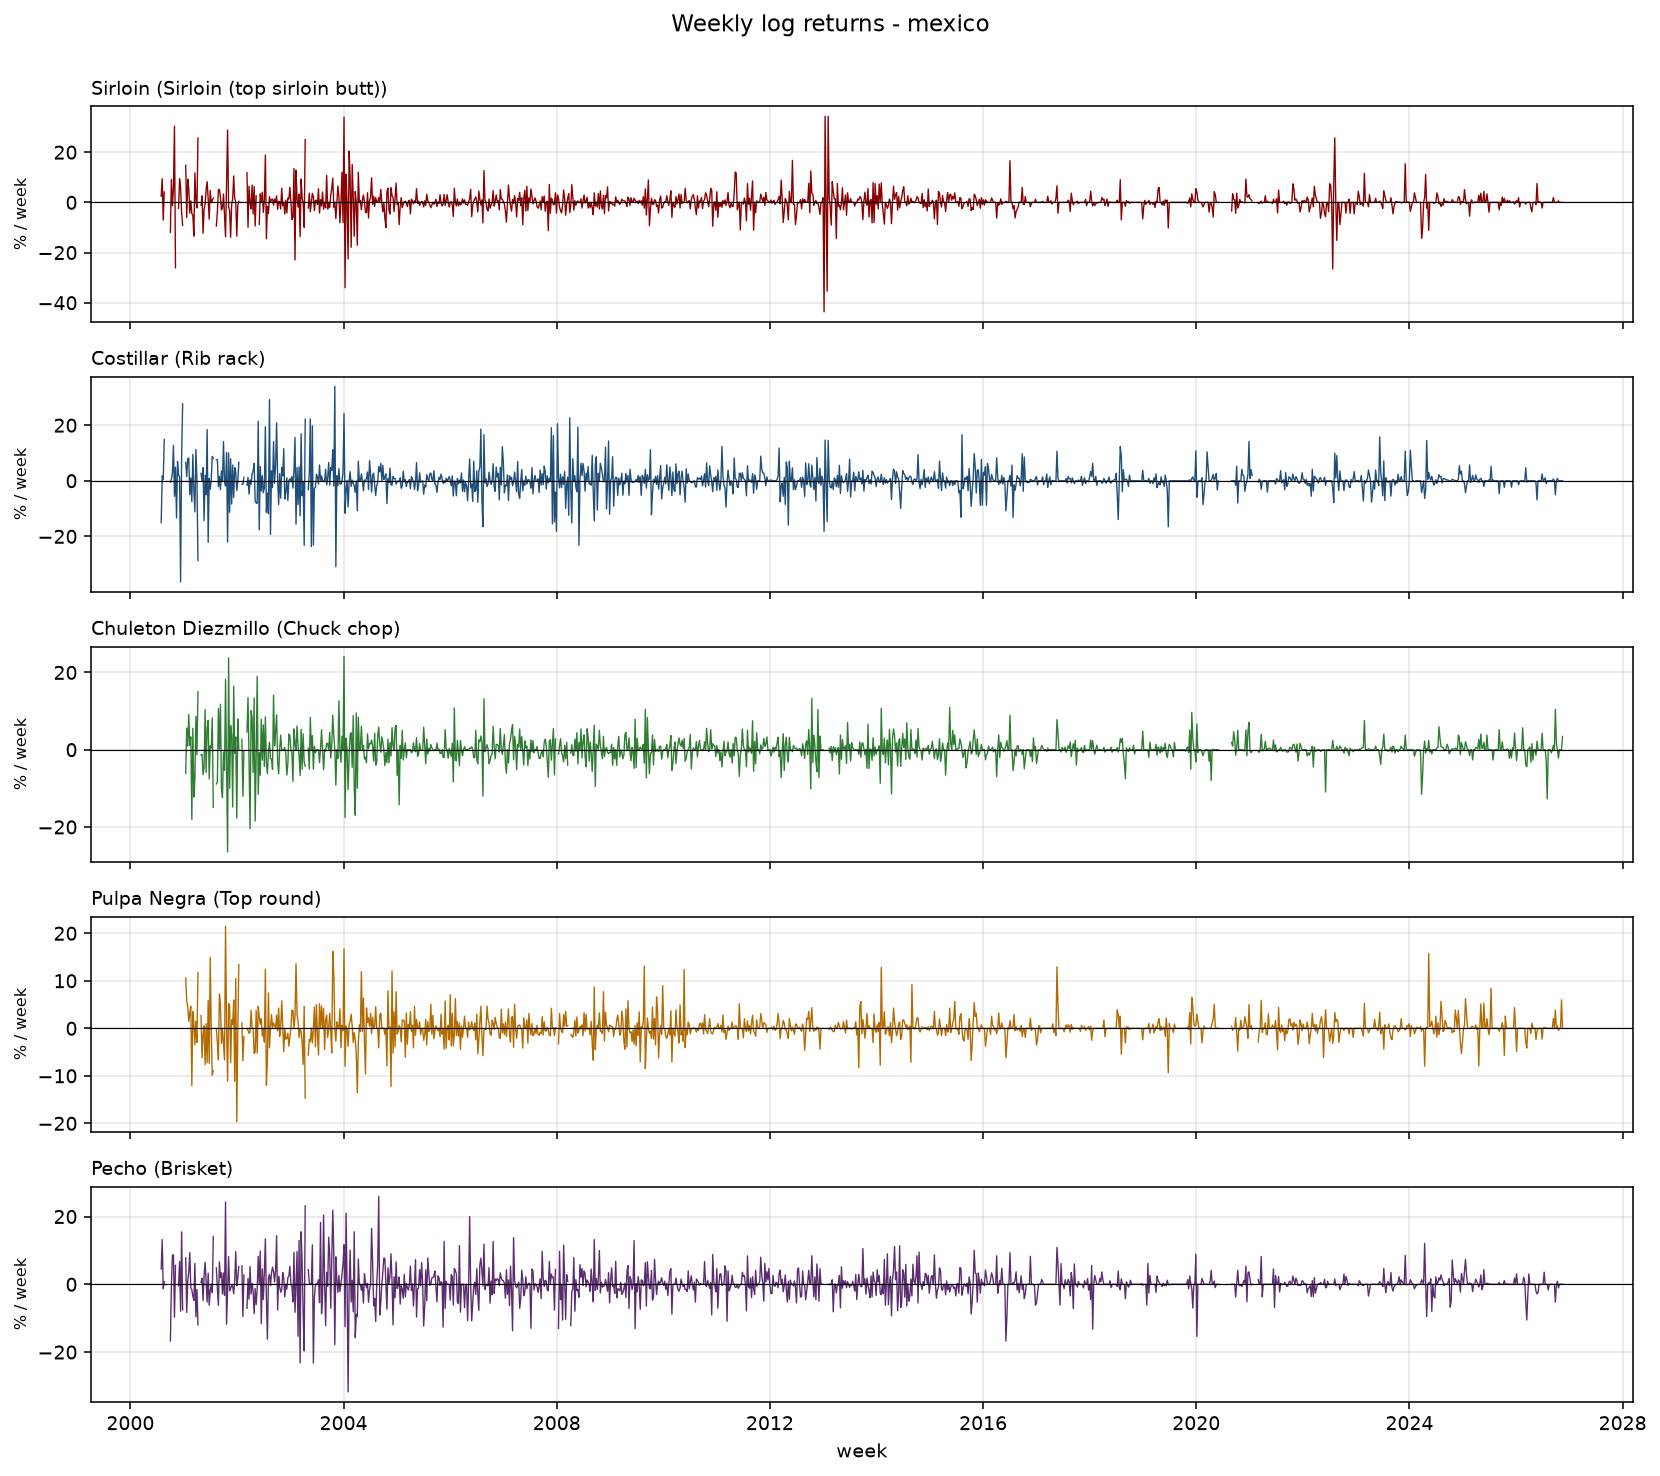 Weekly log returns - mexico
Sirloin (Sirloin (top sirloin butt))
% / week
20
0
−20
−40
Costillar (Rib rack)
% / week
20
0
−20
Chuleton Diezmillo (Chuck chop)
% / week
20
0
−20
Pulpa Negra (Top round)
% / week
20
10
0
−10
−20
Pecho (Brisket)
% / week
20
0
−20
2000 2004 2008 2012 2016 2020 2024 2028
week